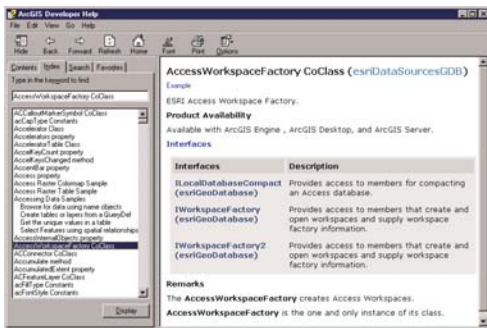 ArcGIS Developer Help
File Edit View Go Help
Hide Back Forward Refresh Home Font Print Options
Contents Index Search Favorites
Type in the keyword to find:
AccessWorkspaceFactory CoClass
ACCalloutMarkerSymbol CoClass
acCapType Constants
Accelerator Class
Accelerators property
AcceleratorTable Class
AccelKeyCount property
AccelKeysChanged method
AccentBar property
Access property
Access Raster Colormap Sample
Access Raster Table Sample
Accessing Data Samples
Browse for data using name objects
Create tables or layers from a QueryDef
Get the unique values in a table
Select Features using spatial relationships
AccessInternalObjects property
AccessWorkspaceFactory CoClass
ACConnector CoClass
Accumulate method
AccumulatedExtent property
ACFeatureLayer CoClass
acFillType Constants
acFontStyle Constants
Display
AccessWorkspaceFactory CoClass (esriDataSourcesGDB)
Example
ESRI Access Workspace Factory.
Product Availability
Available with ArcGIS Engine , ArcGIS Desktop, and ArcGIS Server.
Interfaces
Interfaces Description
ILocalDatabaseCompact Provides access to members for compacting
(esriGeoDatabase) an Access database.
IWorkspaceFactory Provides access to members that create and
(esriGeoDatabase) open workspaces and supply workspace
factory information.
IWorkspaceFactory2 Provides access to members that create and
(esriGeoDatabase) open workspaces and supply workspace
factory information.
Remarks
The AccessWorkspaceFactory creates Access Workspaces.
AccessWorkspaceFactory is the one and only instance of its class.